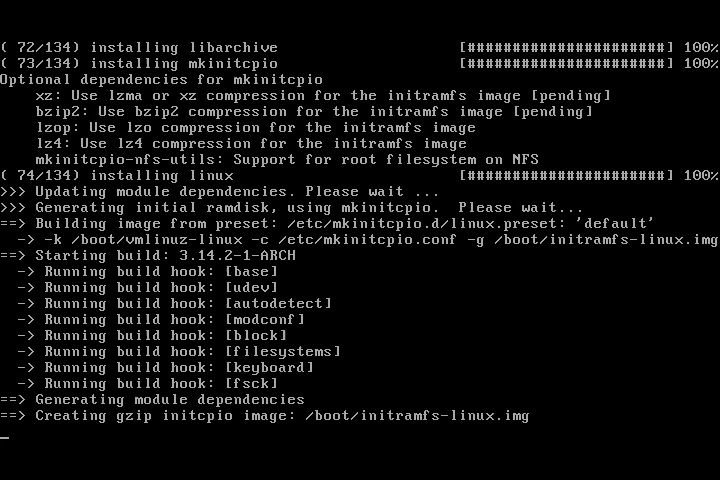 ( 72/134) installing libarchive                    [######################] 100%
( 73/134) installing mkinitcpio                    [######################] 100%
Optional dependencies for mkinitcpio
    xz: Use lzma or xz compression for the initramfs image [pending]
    bzip2: Use bzip2 compression for the initramfs image [pending]
    lzop: Use lzo compression for the initramfs image
    lz4: Use lz4 compression for the initramfs image
    mkinitcpio-nfs-utils: Support for root filesystem on NFS
( 74/134) installing linux                         [######################] 100%
>>> Updating module dependencies. Please wait ...
>>> Generating initial ramdisk, using mkinitcpio.  Please wait...
==> Building image from preset: /etc/mkinitcpio.d/linux.preset: 'default'
  -> -k /boot/vmlinuz-linux -c /etc/mkinitcpio.conf -g /boot/initramfs-linux.img
==> Starting build: 3.14.2-1-ARCH
  -> Running build hook: [base]
  -> Running build hook: [udev]
  -> Running build hook: [autodetect]
  -> Running build hook: [modconf]
  -> Running build hook: [block]
  -> Running build hook: [filesystems]
  -> Running build hook: [keyboard]
  -> Running build hook: [fsck]
==> Generating module dependencies
==> Creating gzip initcpio image: /boot/initramfs-linux.img